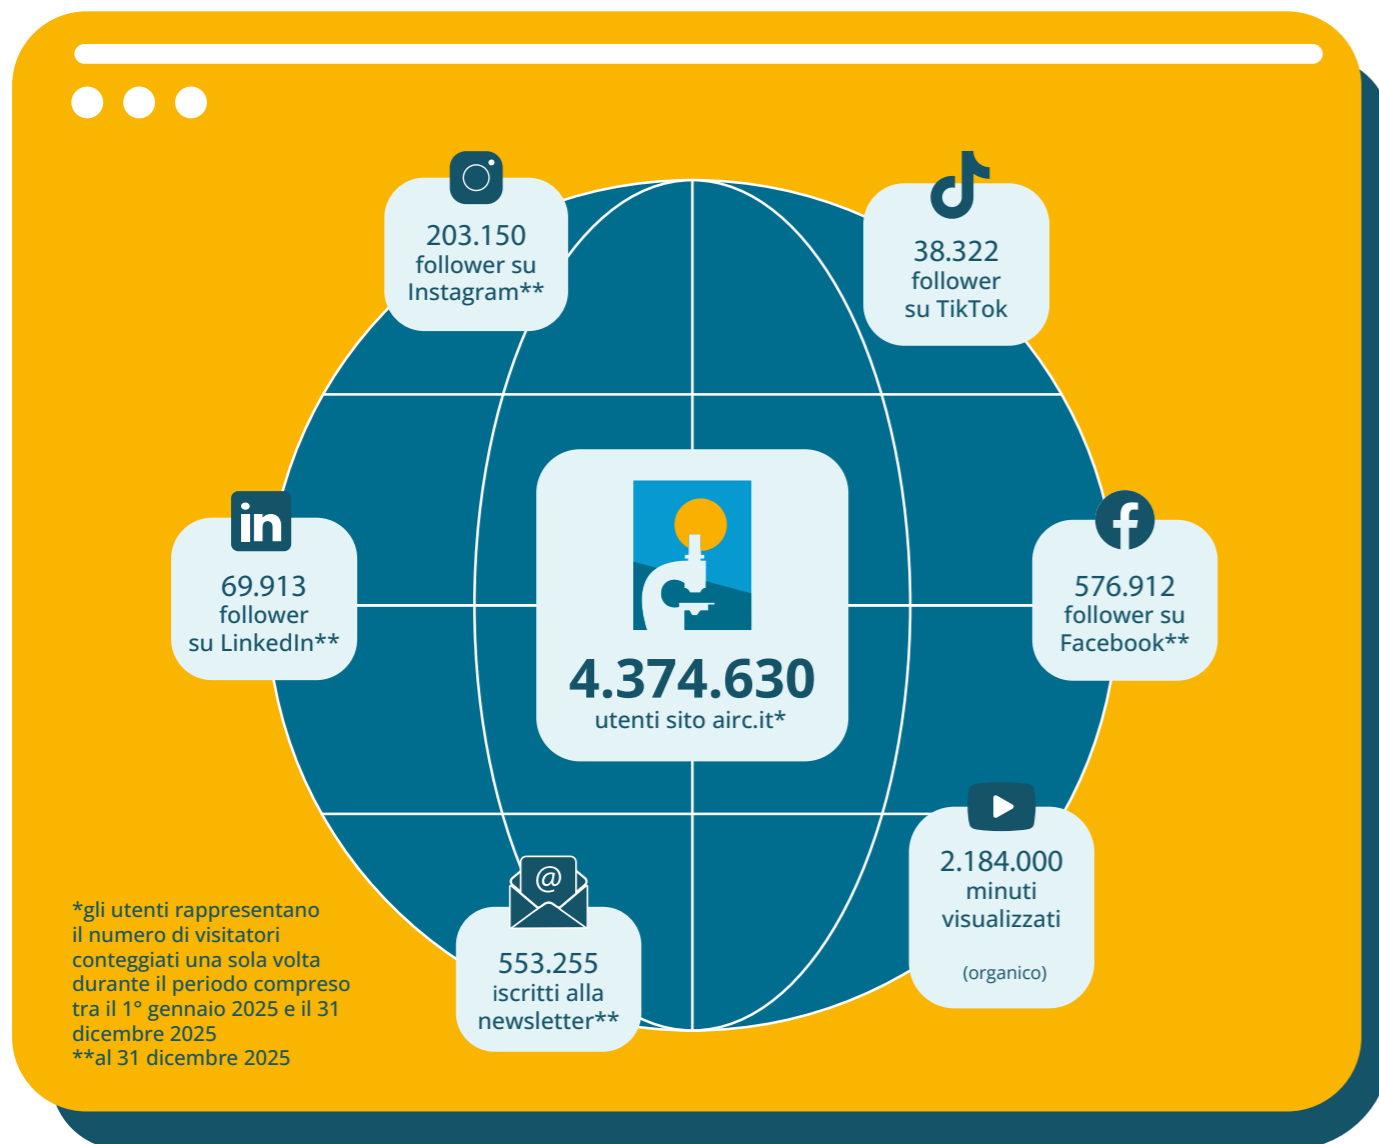 203.150
follower su
Instagram**
38.322
follower
su TikTok
in
69.913
follower
su LinkedIn**
4.374.630
utenti sito airc.it*
f
576.912
follower su
Facebook**
2.184.000
minuti
visualizzati
(organico)
@
553.255
iscritti alla
newsletter**
*gli utenti rappresentano
il numero di visitatori
conteggiati una sola volta
durante il periodo compreso
tra il 1° gennaio 2025 e il 31
dicembre 2025
**al 31 dicembre 2025